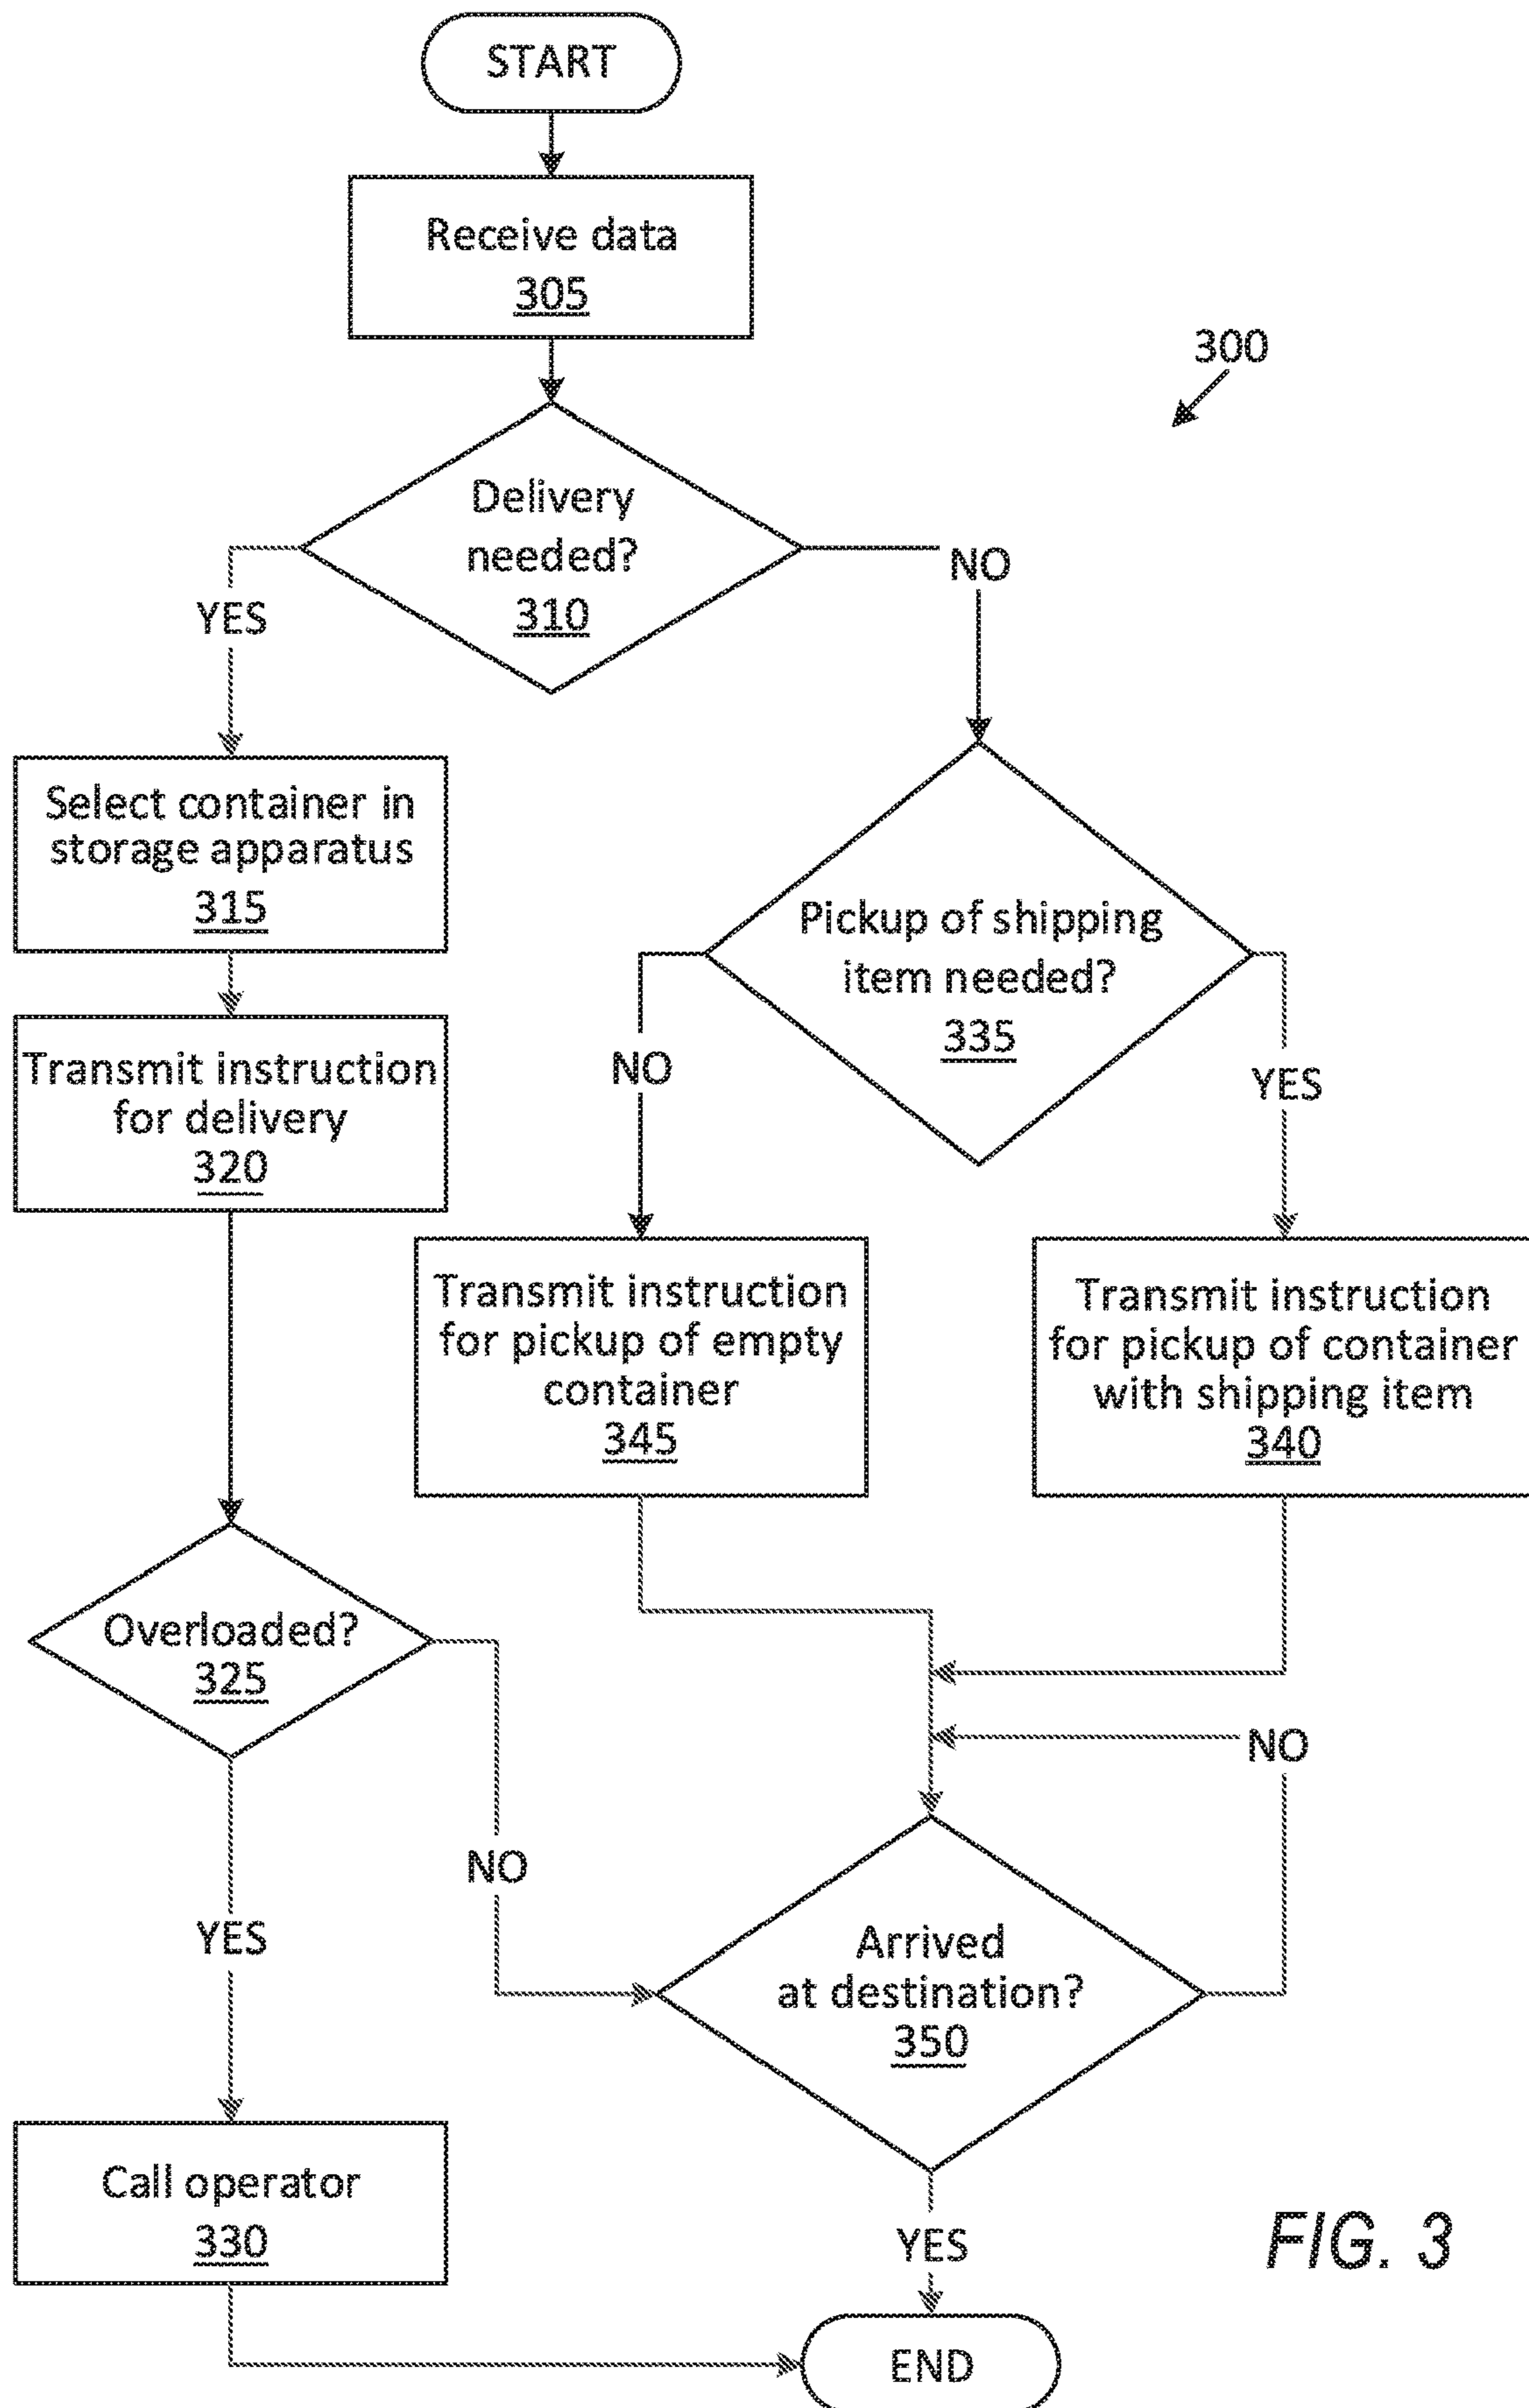 START
Receive data
305
300
Delivery
needed?
310
YES
NO
Select container in
storage apparatus
315
Transmit instruction
for delivery
320
Pickup of shipping
item needed?
335
NO
YES
Transmit instruction
for pickup of empty
container
345
Transmit instruction
for pickup of container
with shipping item
340
Overloaded?
325
NO
YES
NO
Arrived
at destination?
350
Call operator
330
YES
END
FIG. 3